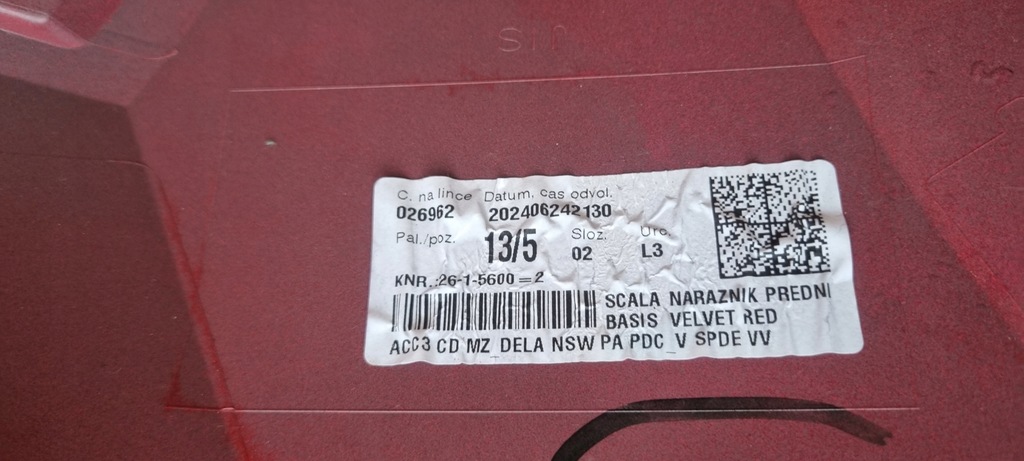 C. na lince Datum, cas odvol.
026962 202406242130
Pal./poz. 13/5 Sloz. 02 Urc. L3
KNR.:26-1-5600=2
SCALA NARAZNIK PREDNI
BASIS VELVET RED
ACC3 CD MZ DELA NSW PA PDC_V SPDE VV